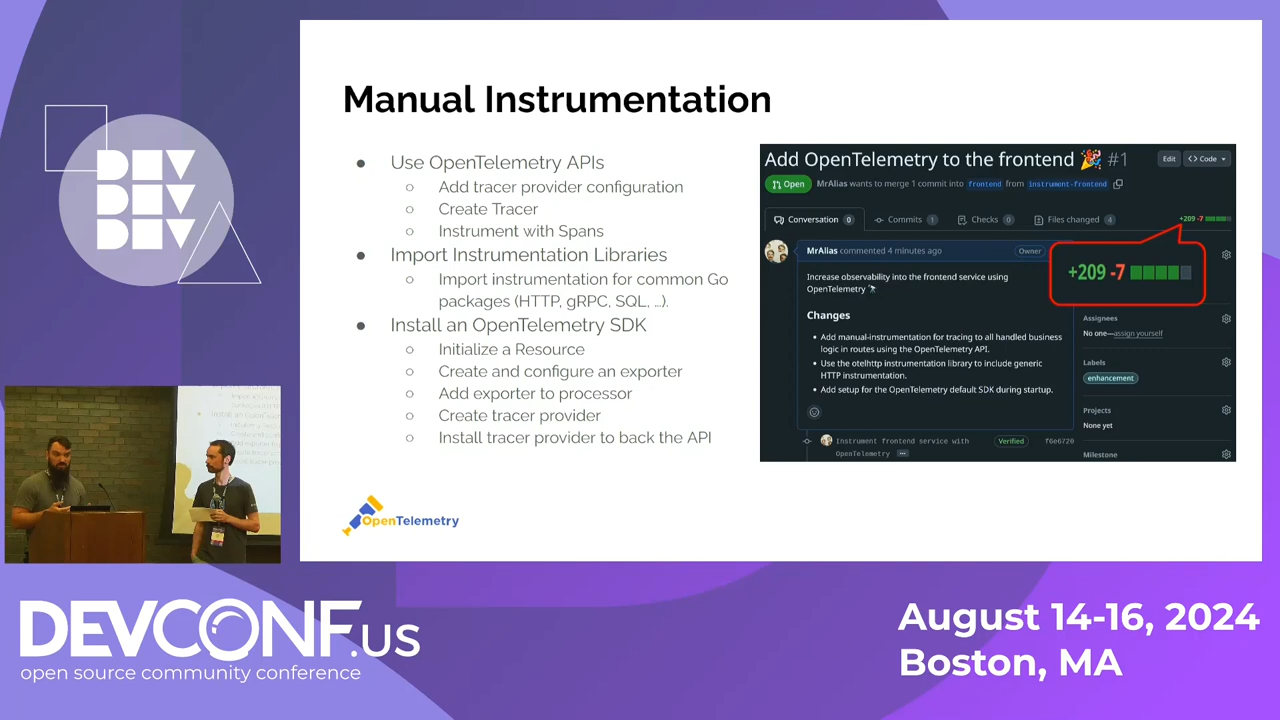 DEV
DEV
DEV
Manual Instrumentation
Use OpenTelemetry APIs
Add tracer provider configuration
Create Tracer
Instrument with Spans
Import Instrumentation Libraries
Import instrumentation for common Go
packages (HTTP, gRPC, SQL, ...).
Install an OpenTelemetry SDK
Initialize a Resource
Create and configure an exporter
Add exporter to processor
Create tracer provider
Install tracer provider to back the API
OpenTelemetry
Add OpenTelemetry to the frontend 🎉 #1
Edit
<> Code
Open
MrAlias wants to merge 1 commit into frontend from instrument-frontend
Conversation 0
Commits 1
Checks 0
Files changed 4
+209 -7
+209 -7
MrAlias commented 4 minutes ago
Owner
Increase observability into the frontend service using
OpenTelemetry 🔭
Changes
Add manual-instrumentation for tracing to all handled business
logic in routes using the OpenTelemetry API.
Use the otelhttp instrumentation library to include generic
HTTP instrumentation.
Add setup for the OpenTelemetry default SDK during startup.
Instrument frontend service with
OpenTelemetry ...
Verified
f6e6720
Assignees
No one—assign yourself
Labels
enhancement
Projects
None yet
Milestone
DEVCONF.US
open source community conference
August 14-16, 2024
Boston, MA